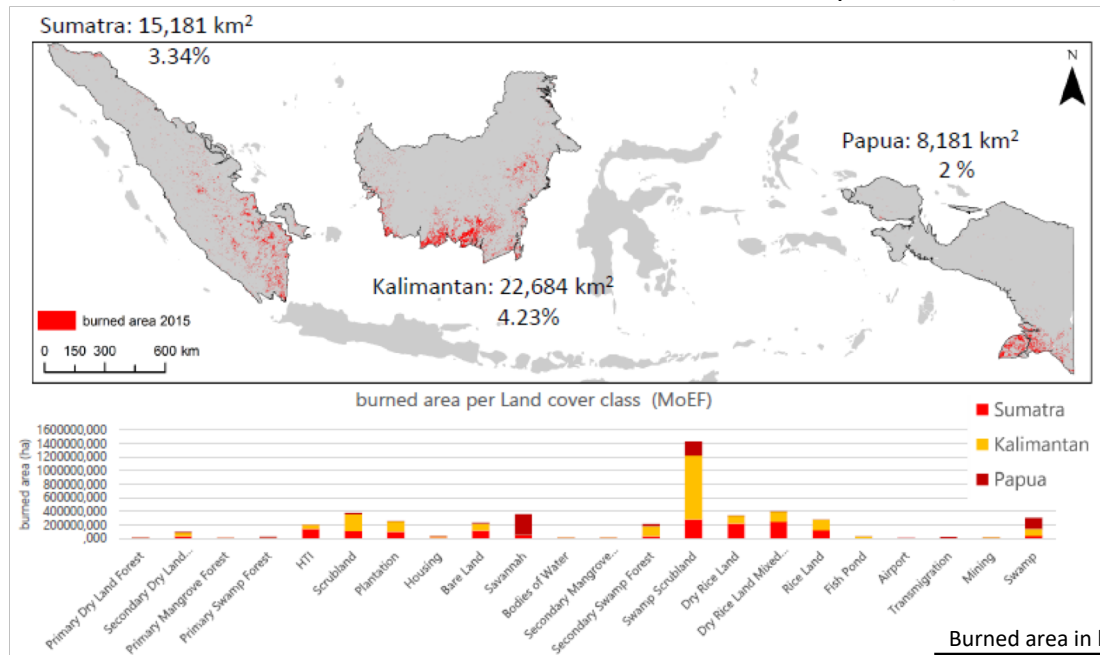 Sumatra: 15,181 km²
3.34%
N
Papua: 8,181 km²
2 %
Kalimantan: 22,684 km²
4.23%
burned area 2015
0 150 300 600 km
burned area per Land cover class (MoEF)
Sumatra
Kalimantan
Papua
burned area (ha)
1600000,000
1400000,000
1200000,000
1000000,000
800000,000
600000,000
400000,000
200000,000
,000
Primary Dry Land Forest
Secondary Dry Land...
Primary Mangrove Forest
Primary Swamp Forest
HTI
Scrubland
Plantation
Housing
Bare Land
Savannah
Bodies of Water
Secondary Mangrove...
Secondary Swamp Forest
Swamp Scrubland
Dry Rice Land
Dry Rice Land Mixed...
Rice Land
Fish Pond
Airport
Transmigration
Mining
Swamp
Burned area in